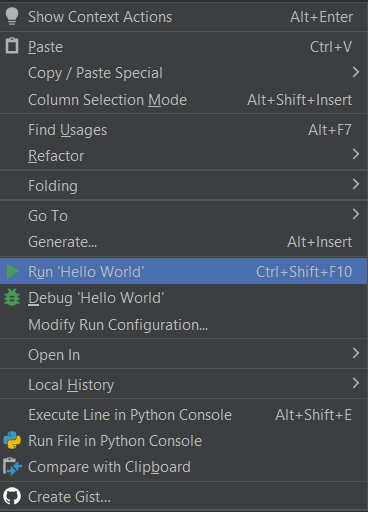 Show Context Actions Alt+Enter
Paste Ctrl+V
Copy / Paste Special
Column Selection Mode Alt+Shift+Insert
Find Usages Alt+F7
Refactor
Folding
Go To
Generate... Alt+Insert
Run 'Hello World' Ctrl+Shift+F10
Debug 'Hello World'
Modify Run Configuration...
Open In
Local History
Execute Line in Python Console Alt+Shift+E
Run File in Python Console
Compare with Clipboard
Create Gist...